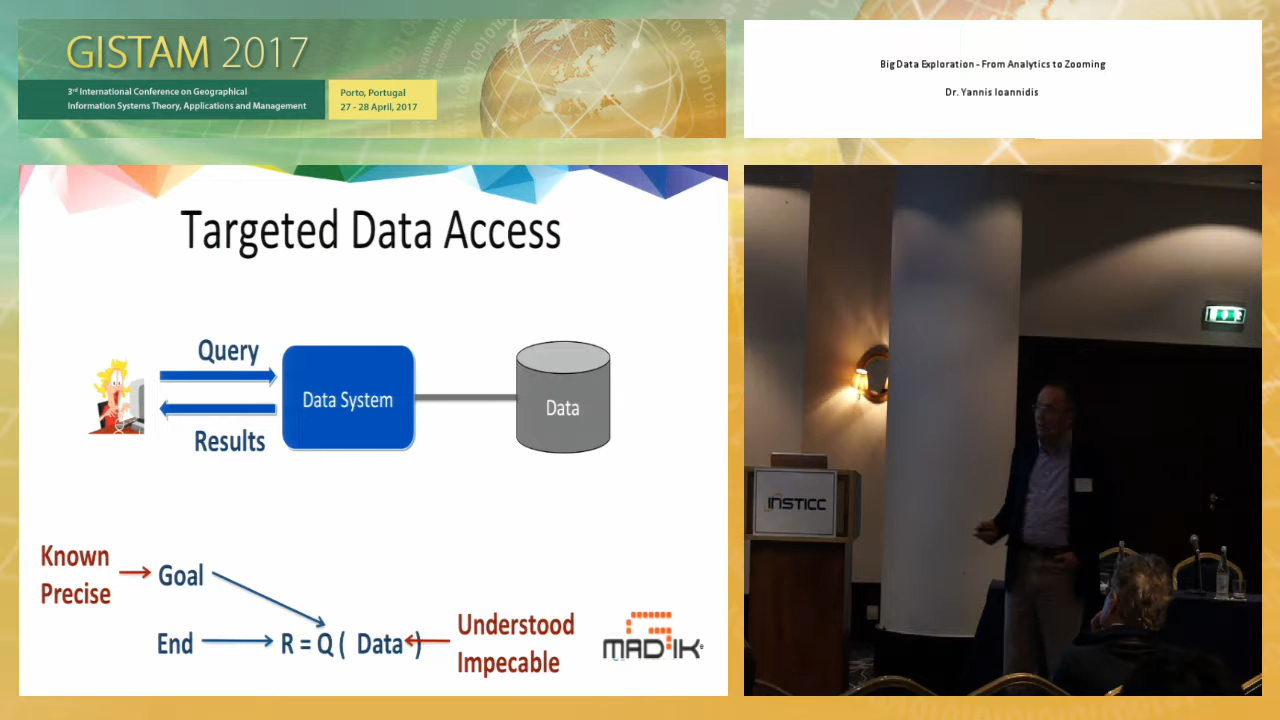 GISTAM 2017
3rd International Conference on Geographical
Information Systems Theory, Applications and Management
Porto, Portugal
27 - 28 April, 2017
Big Data Exploration - From Analytics to Zooming
Dr. Yannis Ioannidis
Targeted Data Access
Query
Data System
Data
Results
Known
Precise
Goal
End
R = Q ( Data )
Understood
Impecable
MADgIK
INSTICC